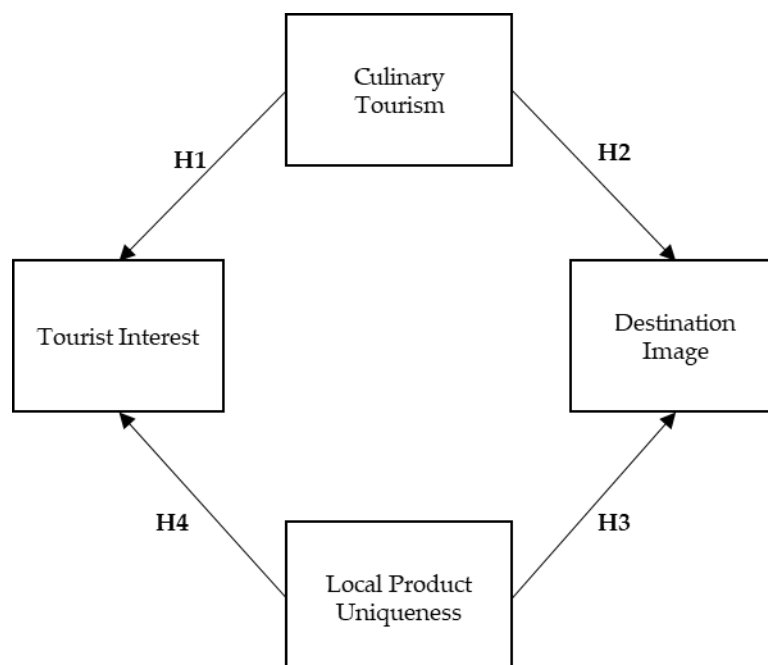 Culinary
Tourism
H1
H2
Tourist Interest
Destination
Image
H4
H3
Local Product
Uniqueness